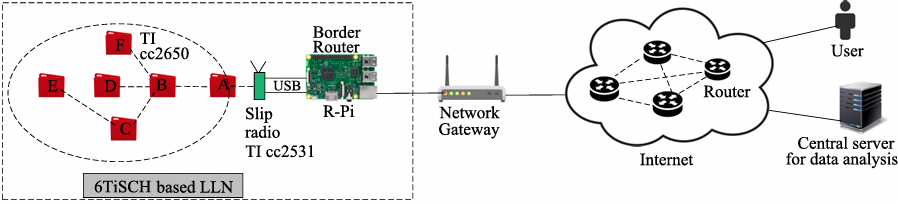 F
TI
cc2650
E
D
B
A
C
6TiSCH based LLN
Slip
radio
TI cc2531
USB
Border
Router
R-Pi
Network
Gateway
Router
Internet
User
Central server
for data analysis